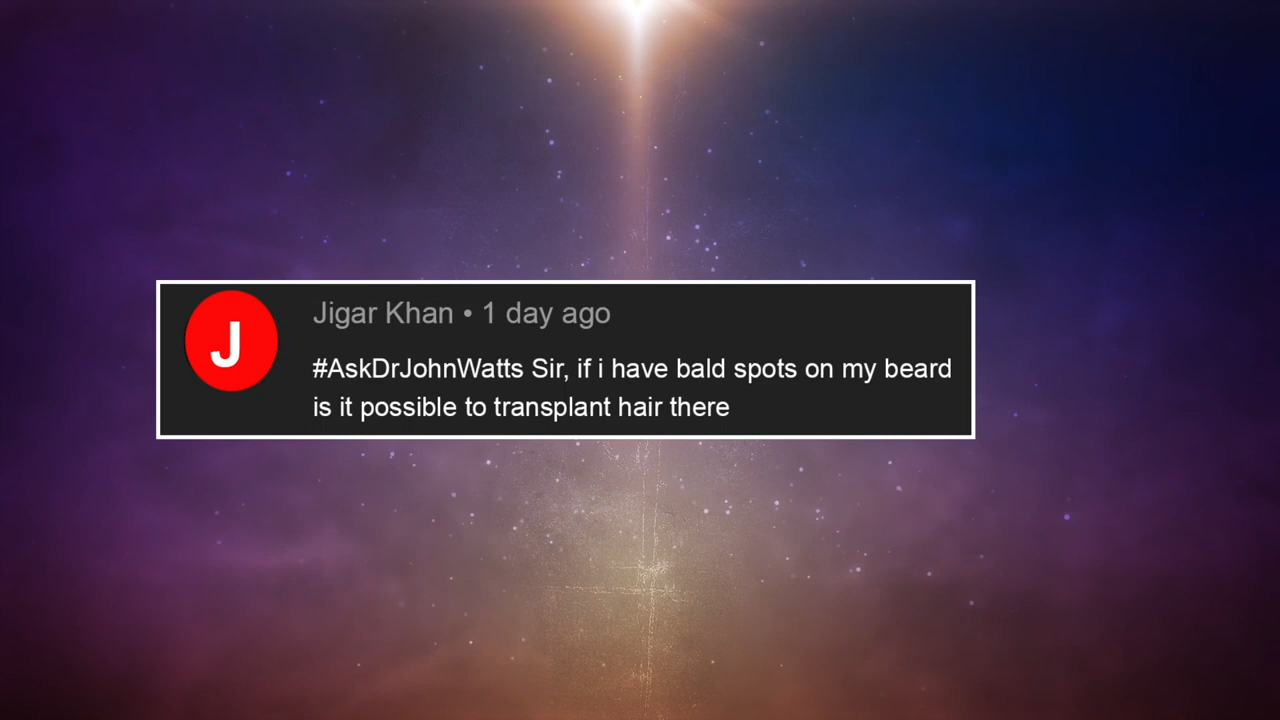 J
Jigar Khan • 1 day ago
#AskDrJohnWatts Sir, if i have bald spots on my beard
is it possible to transplant hair there